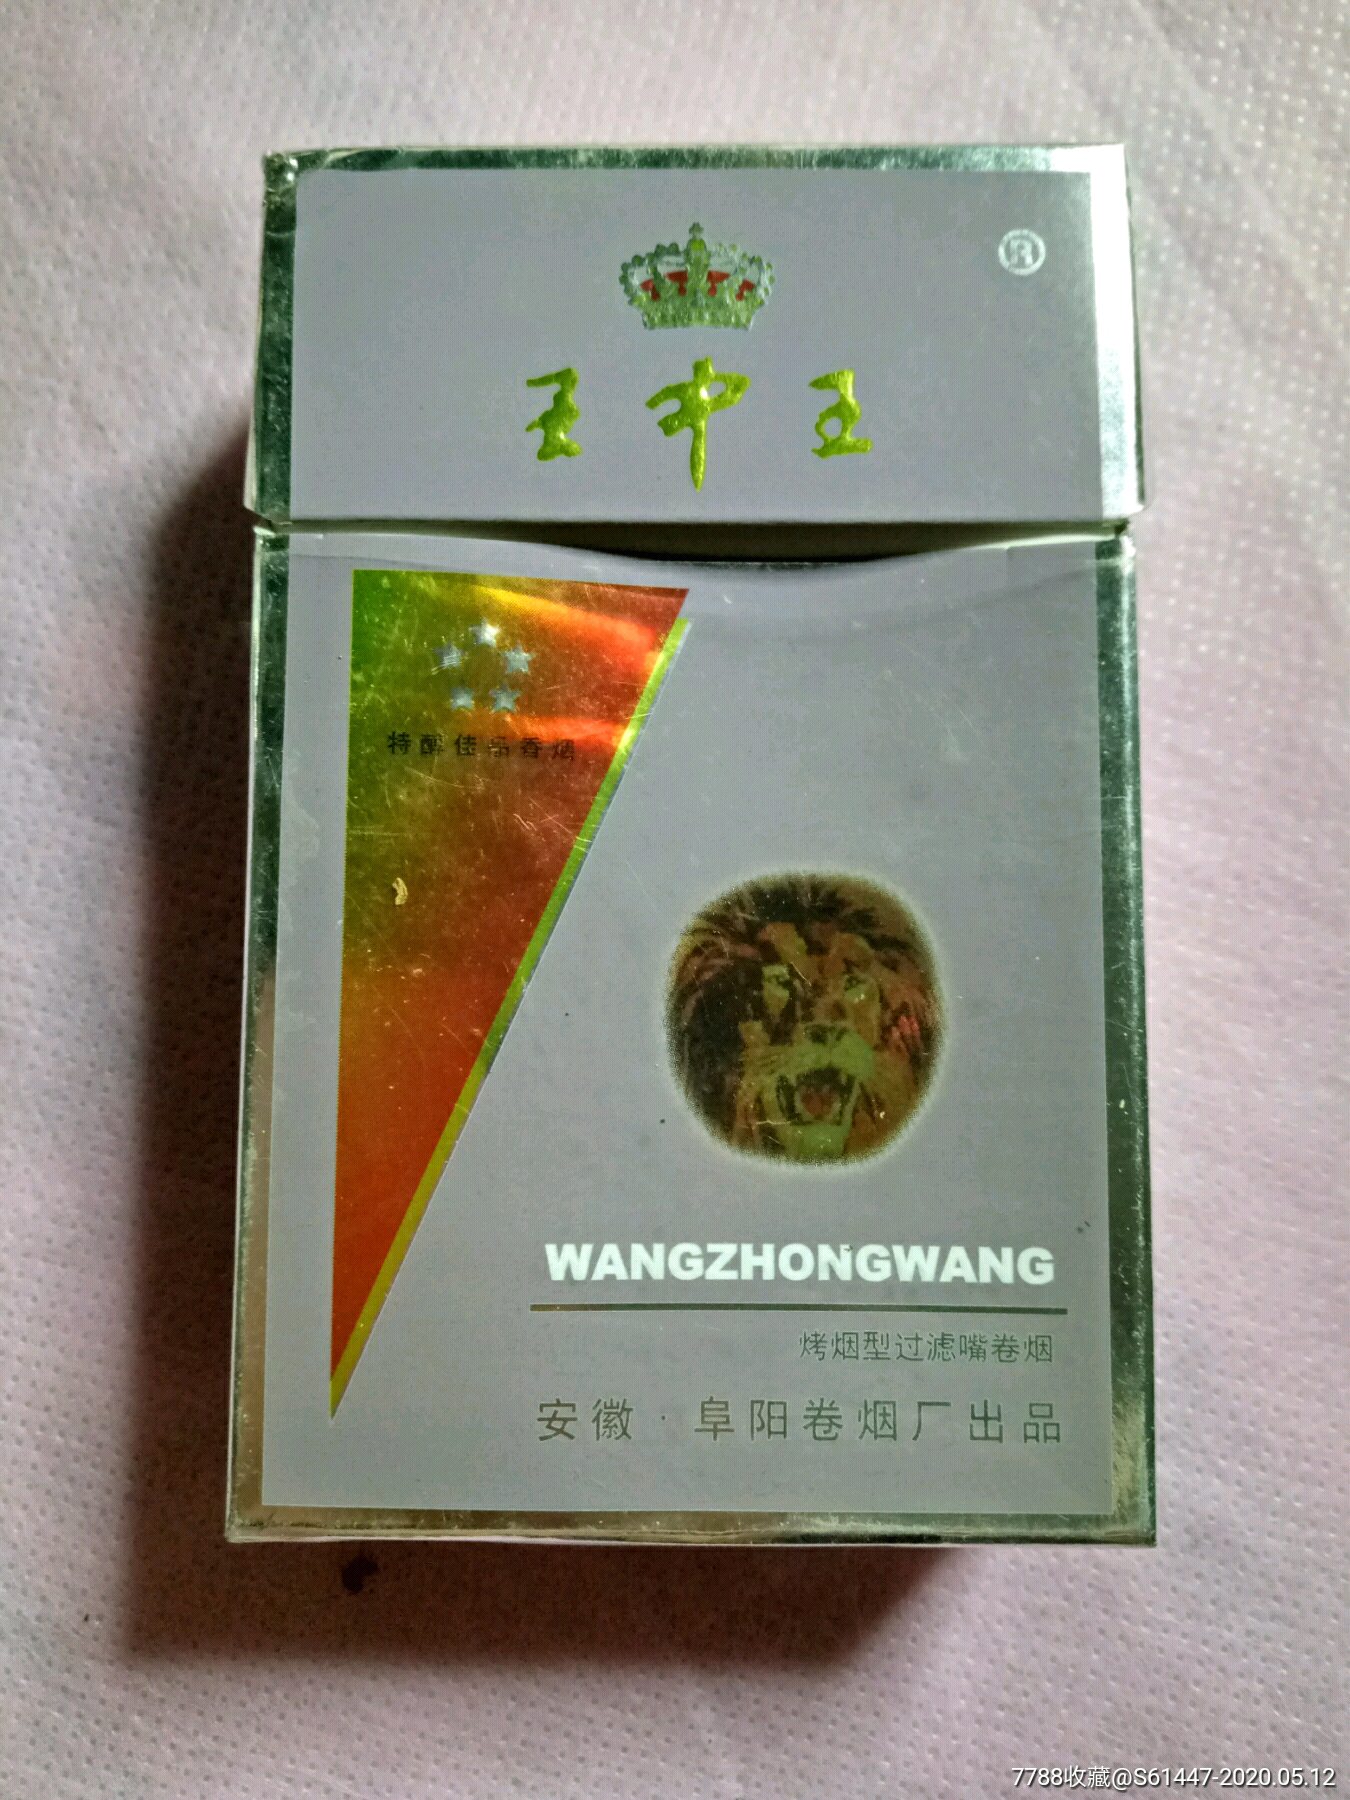 ®
王中王
特醇佳品香烟
WANGZHONGWANG
烤烟型过滤嘴卷烟
安徽·阜阳卷烟厂出品
7788收藏@S61447-2020.05.12